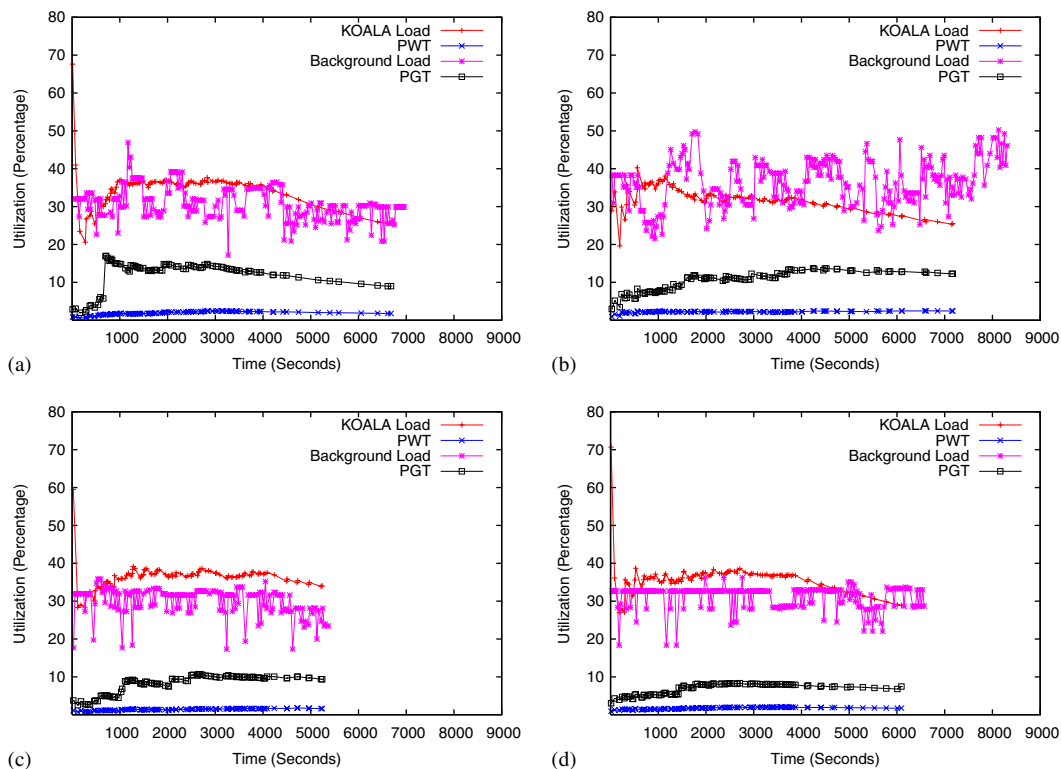 80
70
60
50
40
30
20
10
Utilization (Percentage)
KOALA Load
PWT
Background Load
PGT
1000 2000 3000 4000 5000 6000 7000 8000 9000
Time (Seconds)
(a)
80
70
60
50
40
30
20
10
Utilization (Percentage)
KOALA Load
PWT
Background Load
PGT
1000 2000 3000 4000 5000 6000 7000 8000 9000
Time (Seconds)
(b)
80
70
60
50
40
30
20
10
Utilization (Percentage)
KOALA Load
PWT
Background Load
PGT
1000 2000 3000 4000 5000 6000 7000 8000 9000
Time (Seconds)
(c)
80
70
60
50
40
30
20
10
Utilization (Percentage)
KOALA Load
PWT
Background Load
PGT
1000 2000 3000 4000 5000 6000 7000 8000 9000
Time (Seconds)
(d)